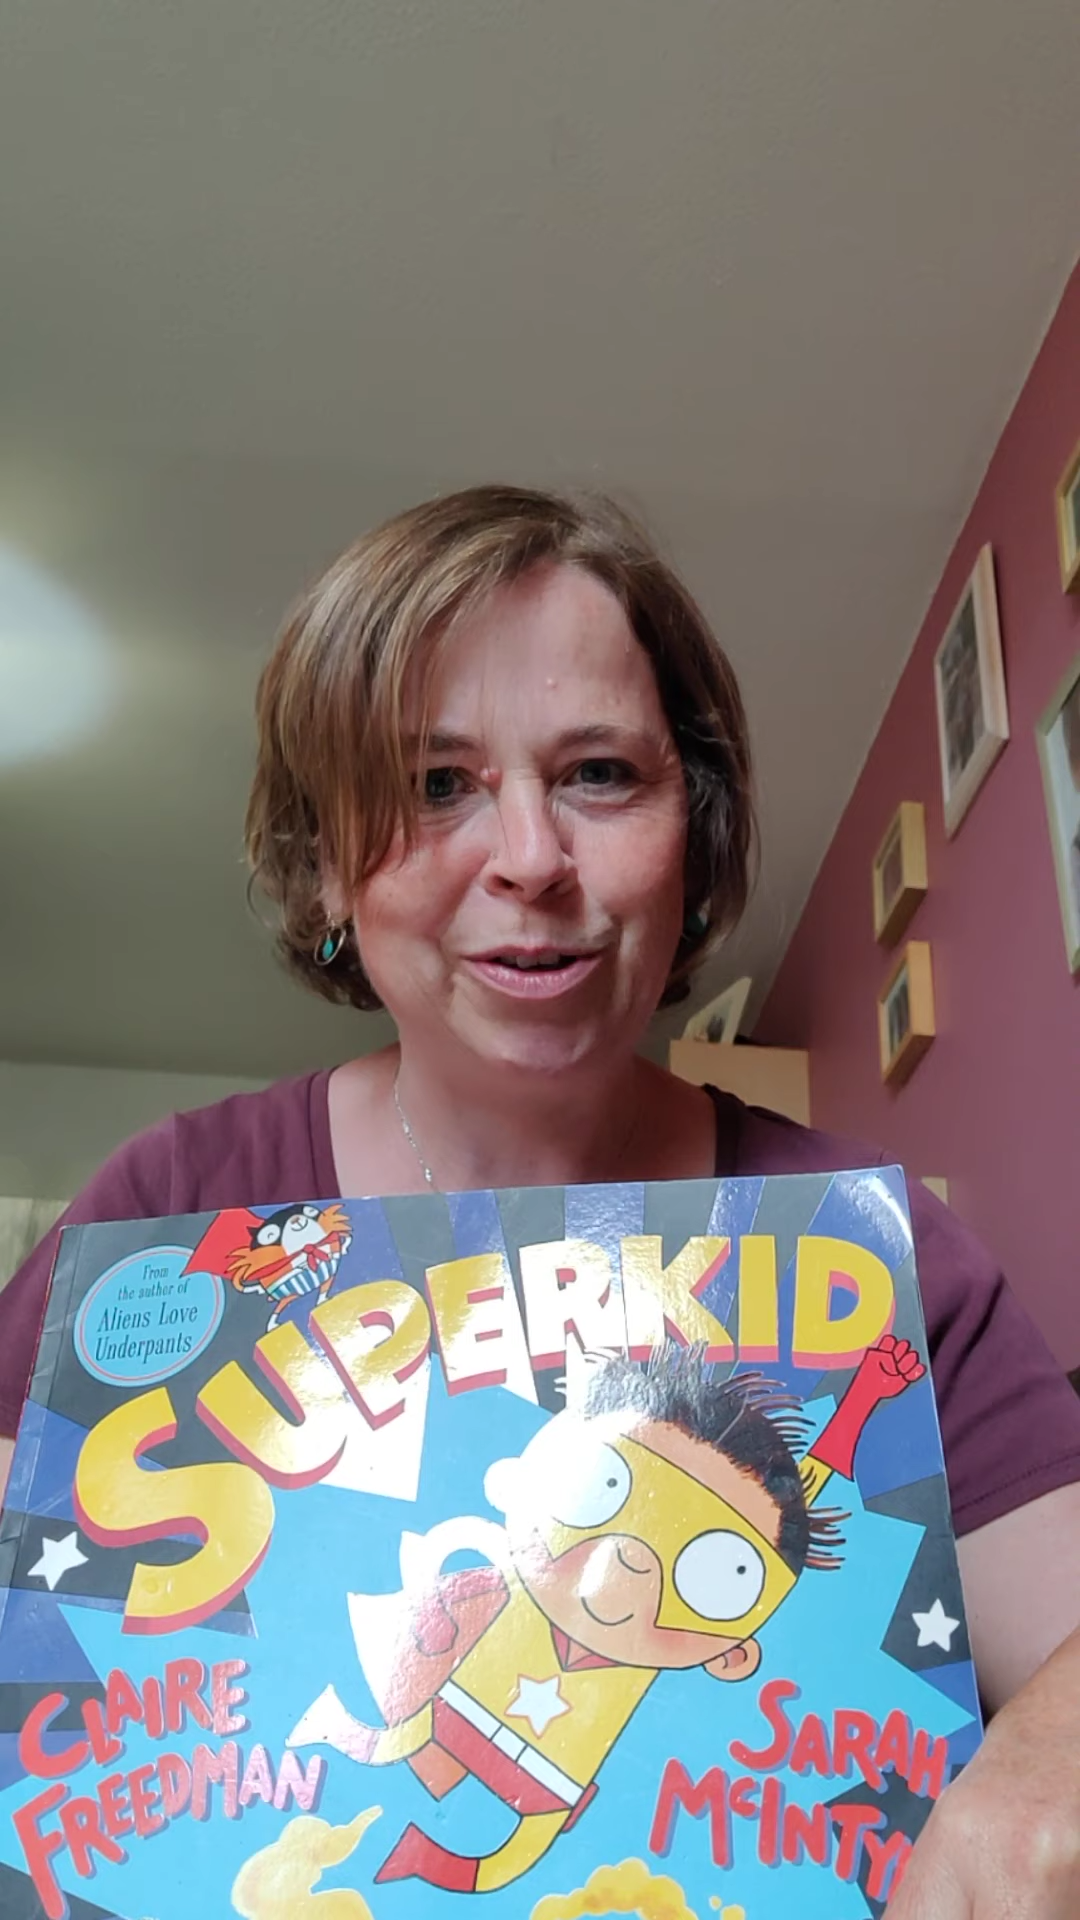 From
the author of
Aliens Love
Underpants
SUPERKID
CLAIRE
FREEDMAN
SARAH